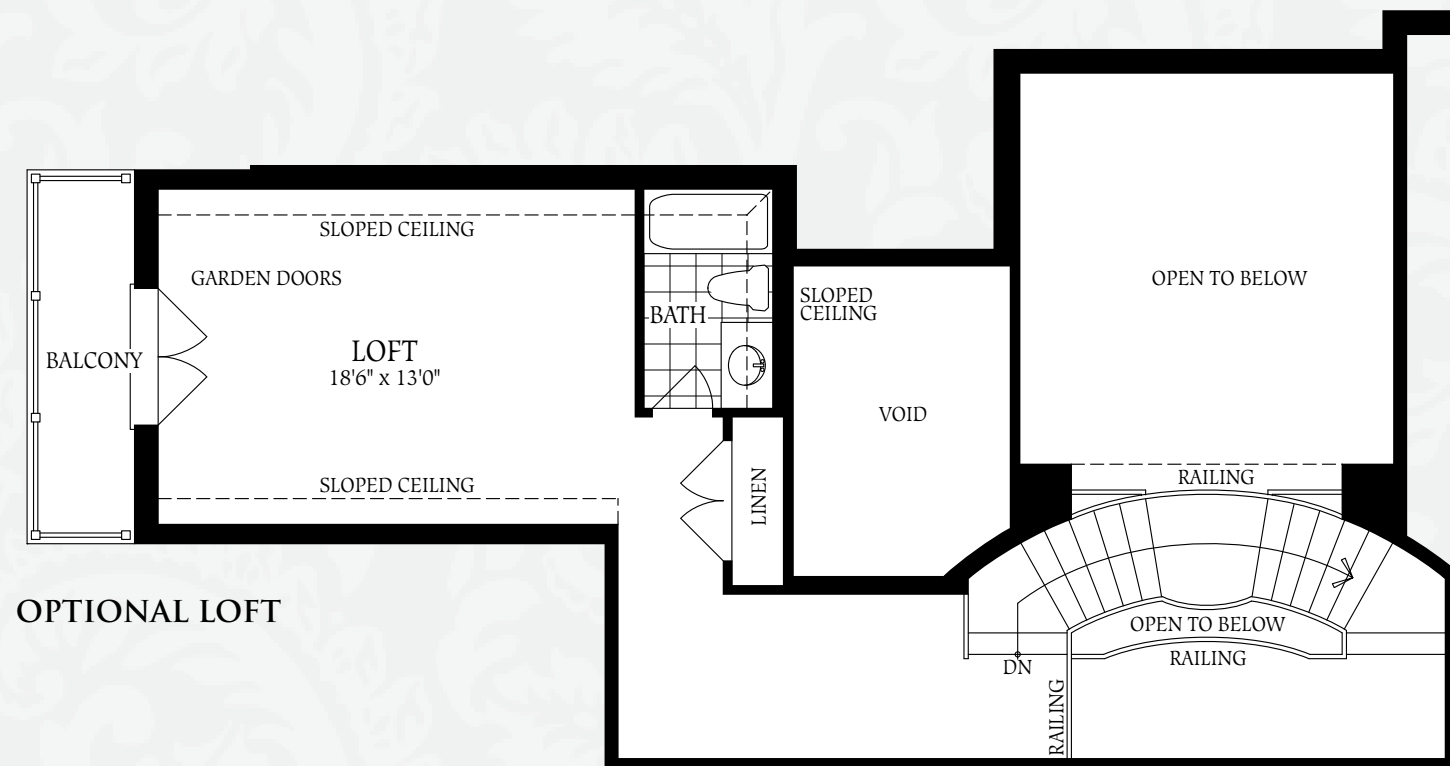 SLOPED CEILING
GARDEN DOORS
BALCONY
LOFT
18'6" x 13'0"
SLOPED CEILING
BATH
LINEN
SLOPED
CEILING
VOID
OPEN TO BELOW
RAILING
OPEN TO BELOW
RAILING
DN
RAILING
OPTIONAL LOFT